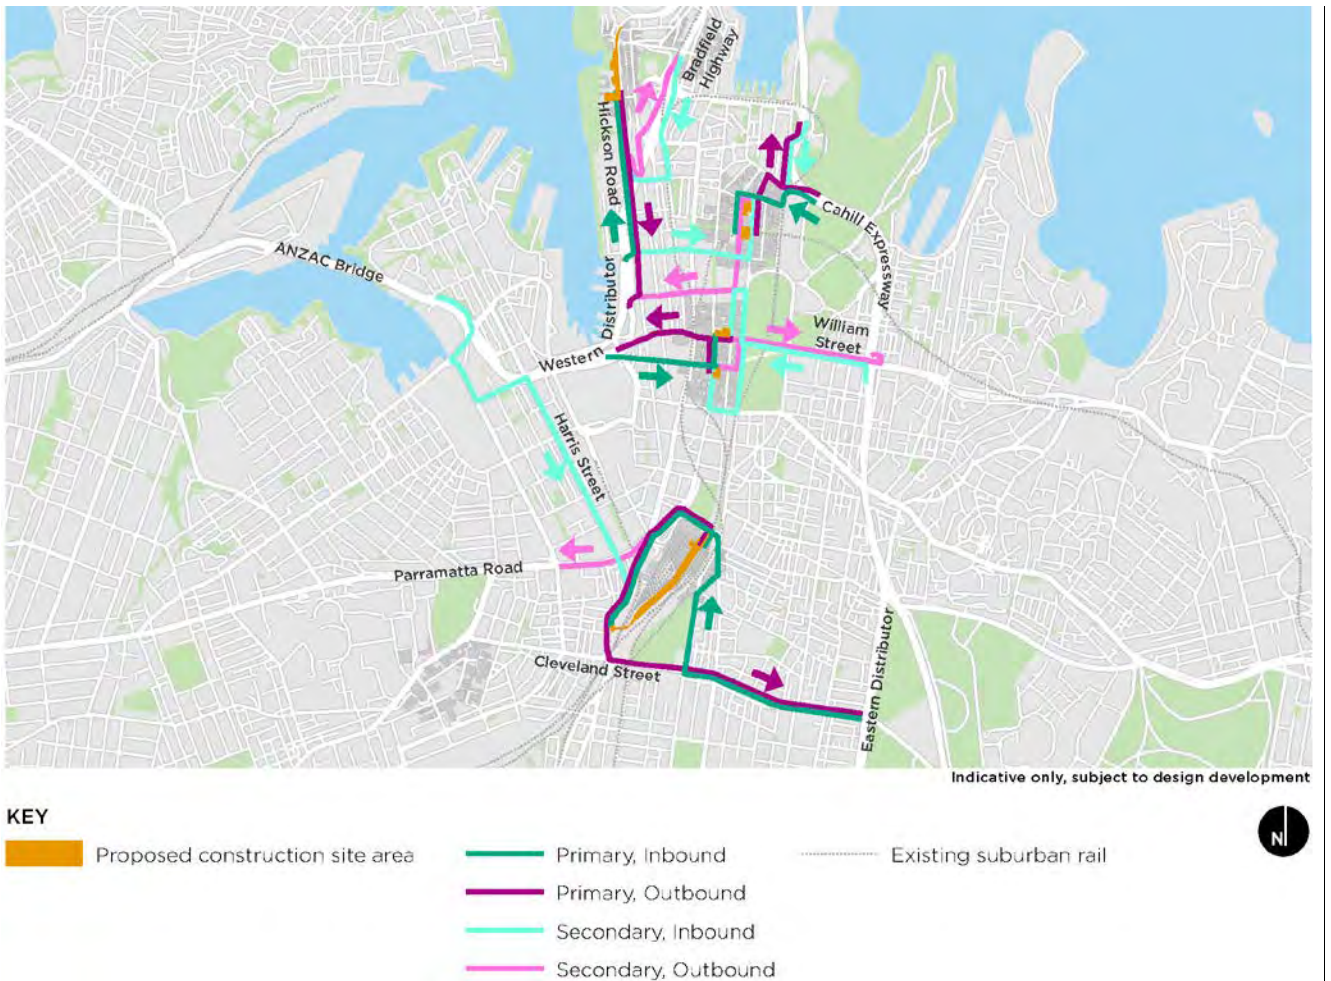 Bradfield
Highway
Hickson Road
Cahill Expressway
ANZAC Bridge
Western Distributor
William
Street
Harris Street
Parramatta Road
Cleveland Street
Eastern Distributor
Indicative only, subject to design development
KEY
Proposed construction site area
Primary, Inbound
Existing suburban rail
Primary, Outbound
Secondary, Inbound
Secondary, Outbound
N